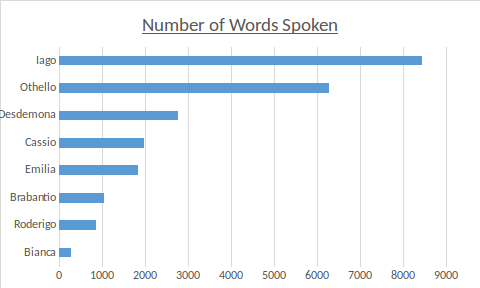 Number of Words Spoken
Iago
Othello
Desdemona
Cassio
Emilia
Brabantio
Roderigo
Bianca
0 1000 2000 3000 4000 5000 6000 7000 8000 9000